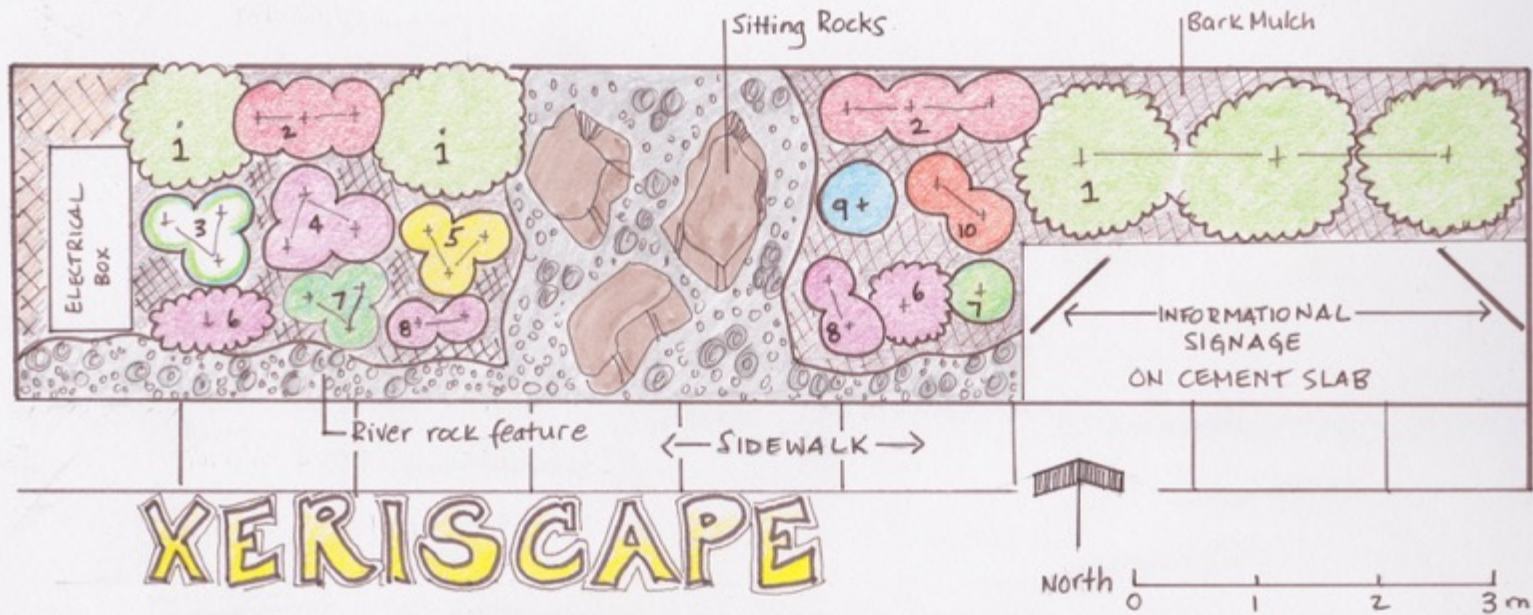 Sitting Rocks
Bark Mulch
1
2
1
2
1
ELECTRICAL
BOX
3
4
5
9
10
6
7
8
8
6
7
INFORMATIONAL
SIGNAGE
ON CEMENT SLAB
River rock feature
SIDEWALK
XERISCAPE
North
0 1 2 3 m